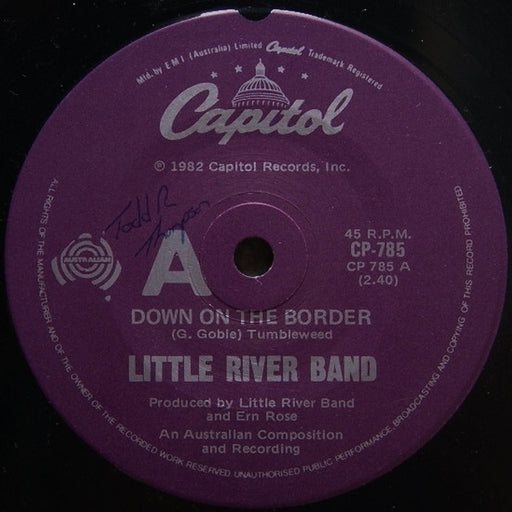 Mfd. by E M I (Australia) Limited Capitol Trademark Registered
Capitol
℗ 1982 Capitol Records, Inc.
Todd R
Thompson
AUSTRALIAN
A
45 R.P.M.
CP-785
CP 785 A
(2.40)
DOWN ON THE BORDER
(G. Goble) Tumbleweed
LITTLE RIVER BAND
Produced by Little River Band
and Ern Rose
An Australian Composition
and Recording
ALL RIGHTS OF THE MANUFACTURER AND OF THE OWNER OF THE RECORDED WORK RESERVED. UNAUTHORISED PUBLIC PERFORMANCE, BROADCASTING AND COPYING OF THIS RECORD PROHIBITED